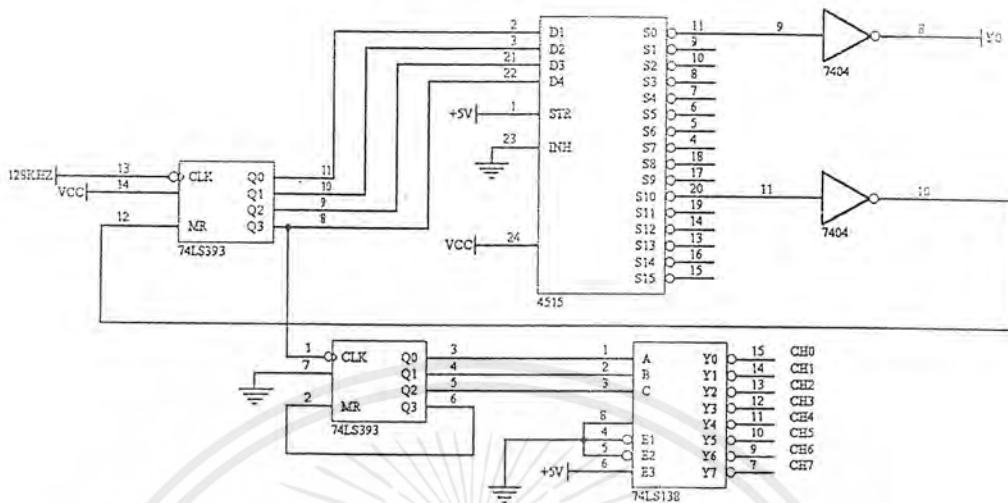 2 D1 S0 11 9 8 Y0
3 D2 S1 9
21 D3 S2 10
22 D4 S3 8
7404
S4 7
+5V 1 STR S5 6
S6 5
23 INH S7 4
S8 18
S9 17
128KHZ 13 CLK Q0 11
VCC 14 Q1 10
Q2 9
12 MR Q3 8
74LS393
S10 20 11 10
7404
S11 19
S12 14
VCC 24 S13 13
S14 16
S15 15
4515
1 CLK Q0 3 1 A Y0 15 CH0
7 Q1 4 2 B Y1 14 CH1
Q2 5 3 C Y2 13 CH2
2 MR Q3 6 Y3 12 CH3
74LS393
8 Y4 11 CH4
4 E1 Y5 10 CH5
5 E2 Y6 9 CH6
+5V 6 E3 Y7 7 CH7
74LS138